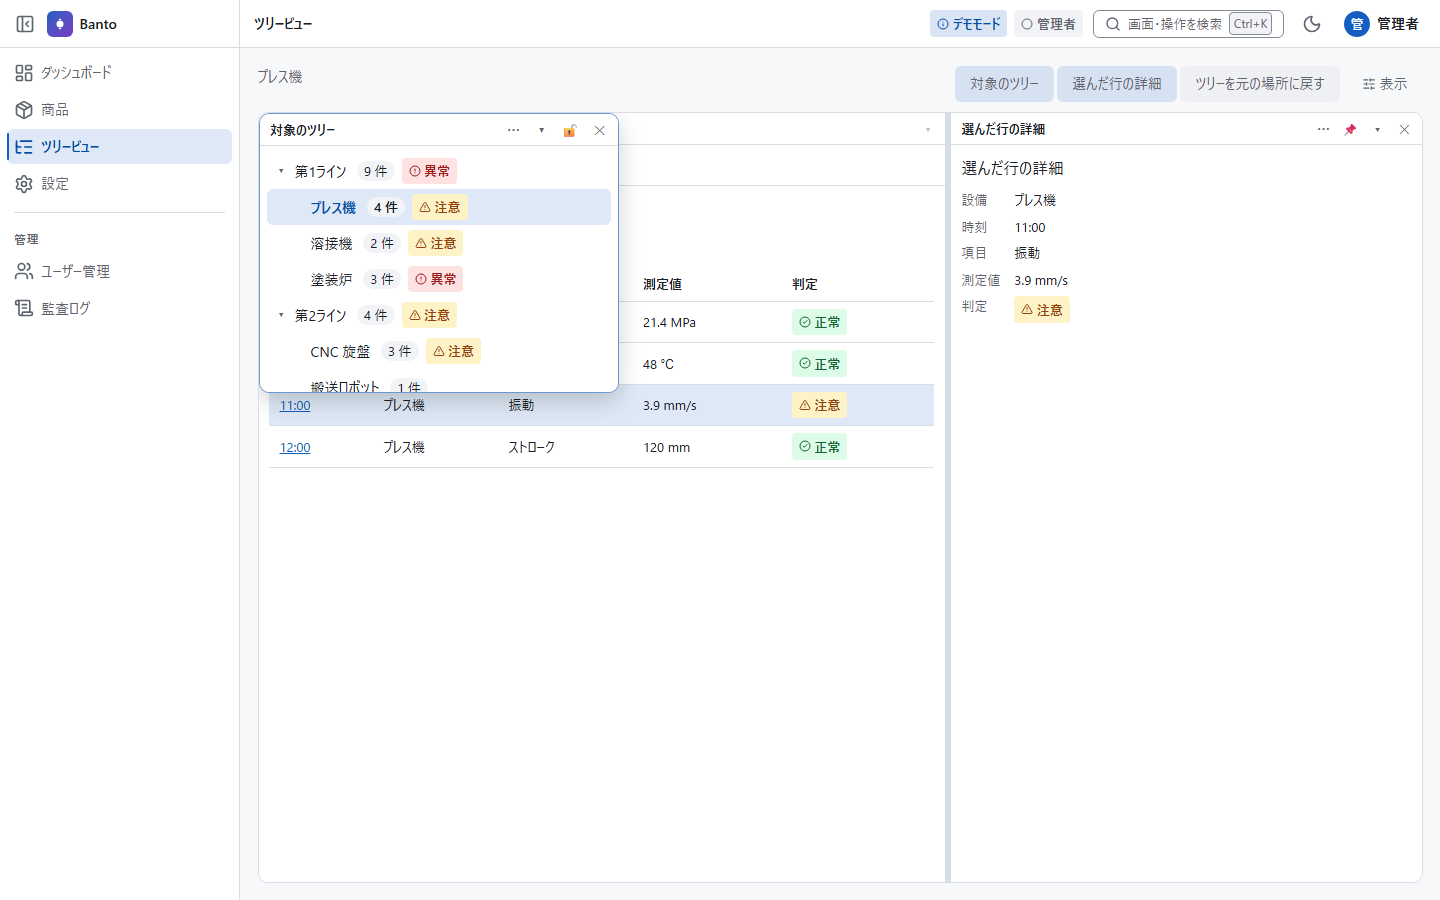 Banto
ツリービュー
デモモード
管理者
画面・操作を検索 Ctrl+K
管 管理者
ダッシュボード
商品
ツリービュー
設定
管理
ユーザー管理
監査ログ
プレス機
対象のツリー
選んだ行の詳細
ツリーを元の場所に戻す
表示
対象のツリー
第1ライン 9 件 異常
プレス機 4 件 注意
溶接機 2 件 注意
塗装炉 3 件 異常
第2ライン 4 件 注意
CNC 旋盤 3 件 注意
搬送ロボット 1 件
測定値 判定
21.4 MPa 正常
48 ℃ 正常
11:00 プレス機 振動 3.9 mm/s 注意
12:00 プレス機 ストローク 120 mm 正常
選んだ行の詳細
選んだ行の詳細
設備 プレス機
時刻 11:00
項目 振動
測定値 3.9 mm/s
判定 注意